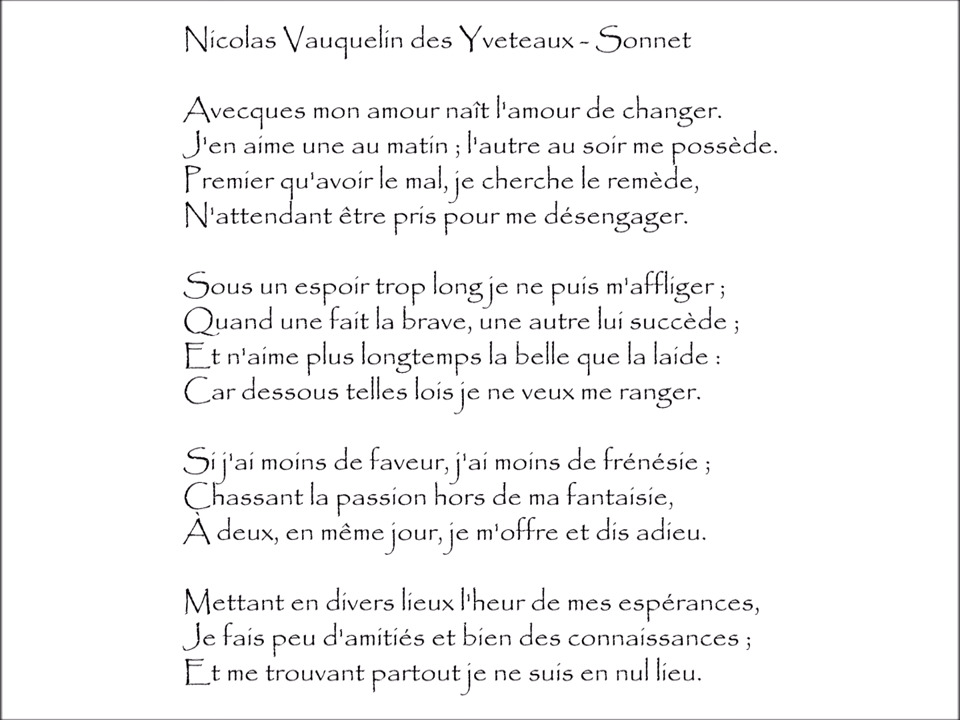 Nicolas Vauquelin des Yveteaux - Sonnet
Avecques mon amour naît l'amour de changer.
J'en aime une au matin ; l'autre au soir me possède.
Premier qu'avoir le mal, je cherche le remède,
N'attendant être pris pour me désengager.
Sous un espoir trop long je ne puis m'affliger ;
Quand une fait la brave, une autre lui succède ;
Et n'aime plus longtemps la belle que la laide :
Car dessous telles lois je ne veux me ranger.
Si j'ai moins de faveur, j'ai moins de frénésie ;
Chassant la passion hors de ma fantaisie,
À deux, en même jour, je m'offre et dis adieu.
Mettant en divers lieux l'heur de mes espérances,
Je fais peu d'amitiés et bien des connaissances ;
Et me trouvant partout je ne suis en nul lieu.